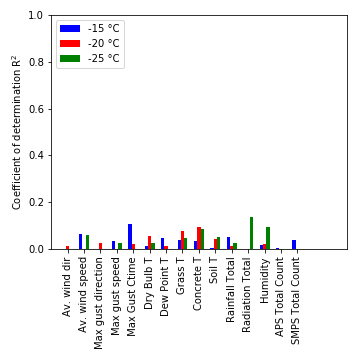 1.0
0.8
0.6
0.4
0.2
0.0
Coefficient of determination R²
-15 °C
-20 °C
-25 °C
Av. wind dir
Av. wind speed
Max gust direction
Max gust speed
Max Gust Ctime
Dry Bulb T
Dew Point T
Grass T
Concrete T
Soil T
Rainfall Total
Radiation Total
Humidity
APS Total Count
SMPS Total Count